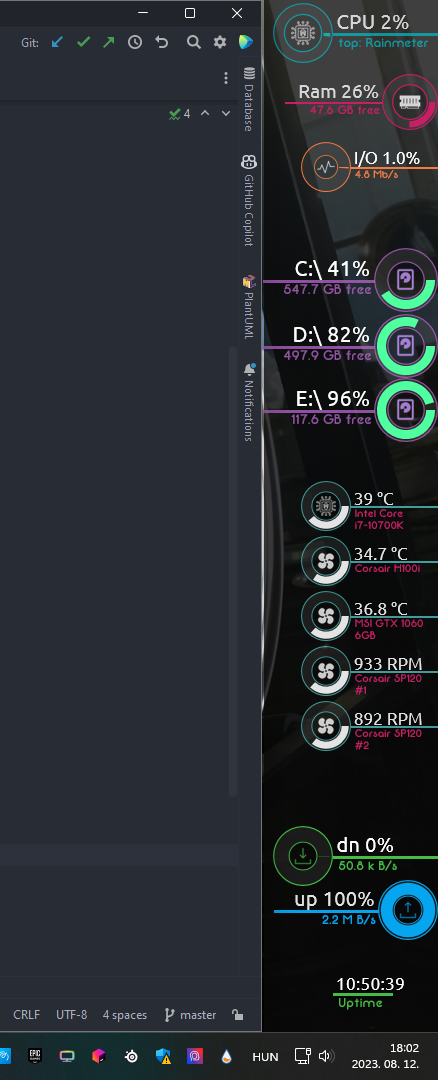 Git:
4
Database
GitHub Copilot
PlantUML
Notifications
CRLF UTF-8 4 spaces master
CPU 2%
top: Rainmeter
Ram 26%
47.6 GB free
I/O 1.0%
4.8 Mb/s
C:\ 41%
547.7 GB free
D:\ 82%
497.9 GB free
E:\ 96%
117.6 GB free
39 °C
Intel Core
i7-10700K
34.7 °C
Corsair H100i
36.8 °C
MSI GTX 1060
6GB
933 RPM
Corsair SP120
#1
892 RPM
Corsair SP120
#2
dn 0%
50.8 k B/s
up 100%
2.2 M B/s
10:50:39
Uptime
EPIC
HUN
18:02
2023. 08. 12.